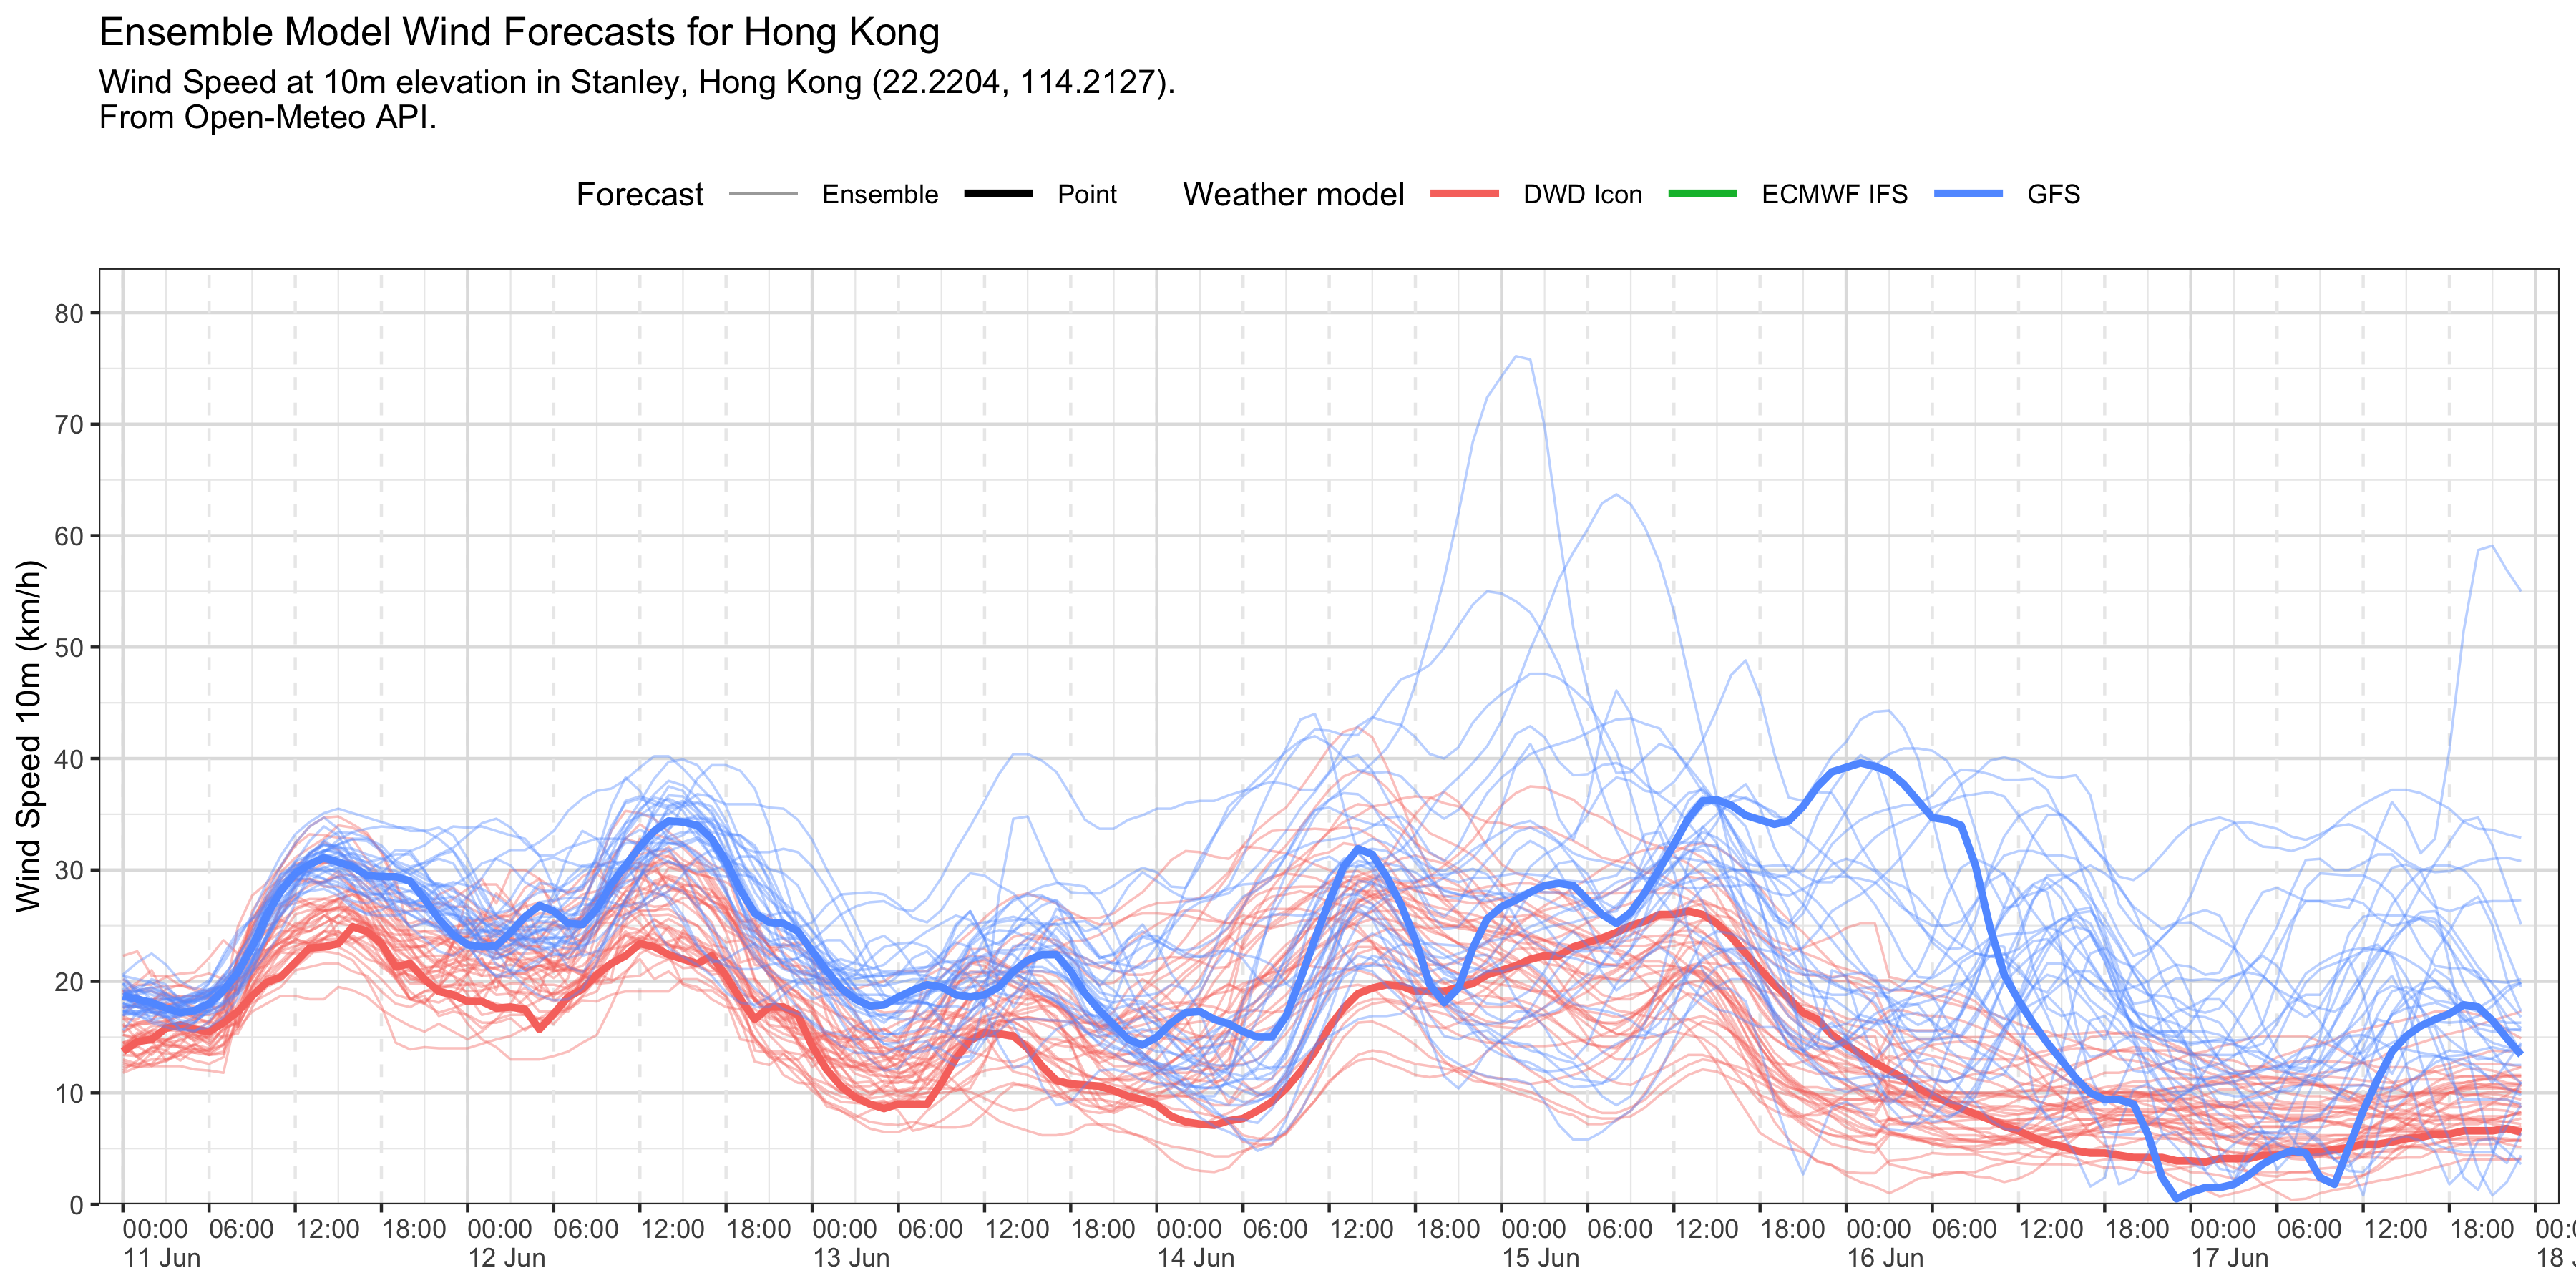 Ensemble Model Wind Forecasts for Hong Kong
Wind Speed at 10m elevation in Stanley, Hong Kong (22.2204, 114.2127).
From Open-Meteo API.
Forecast Ensemble Point Weather model DWD Icon ECMWF IFS GFS
Wind Speed 10m (km/h)
80
70
60
50
40
30
20
10
0
00:00 06:00 12:00 18:00 00:00 06:00 12:00 18:00 00:00 06:00 12:00 18:00 00:00 06:00 12:00 18:00 00:00 06:00 12:00 18:00 00:00 06:00 12:00 18:00 00:00 06:00 12:00 18:00 00:0
11 Jun 12 Jun 13 Jun 14 Jun 15 Jun 16 Jun 17 Jun 18